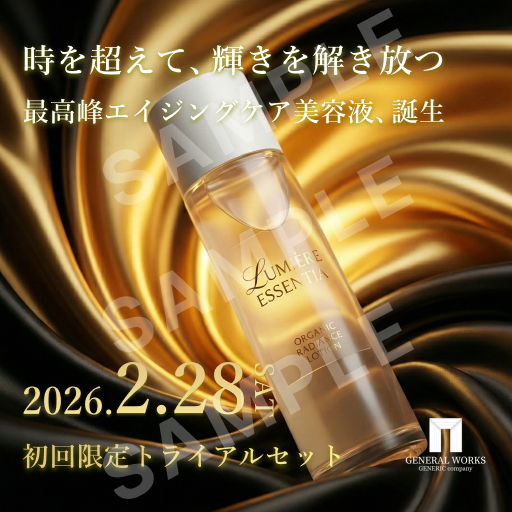 時を超えて、輝きを解き放つ
最高峰エイジングケア美容液、誕生
SAMPLE
SAMPLE
SAMPLE
LUMIÈRE
ESSENTIA
ORGANIC
RADIANCE
LOTION
2026.2.28 SAT
初回限定トライアルセット
GENERAL WORKS
GENERIC company